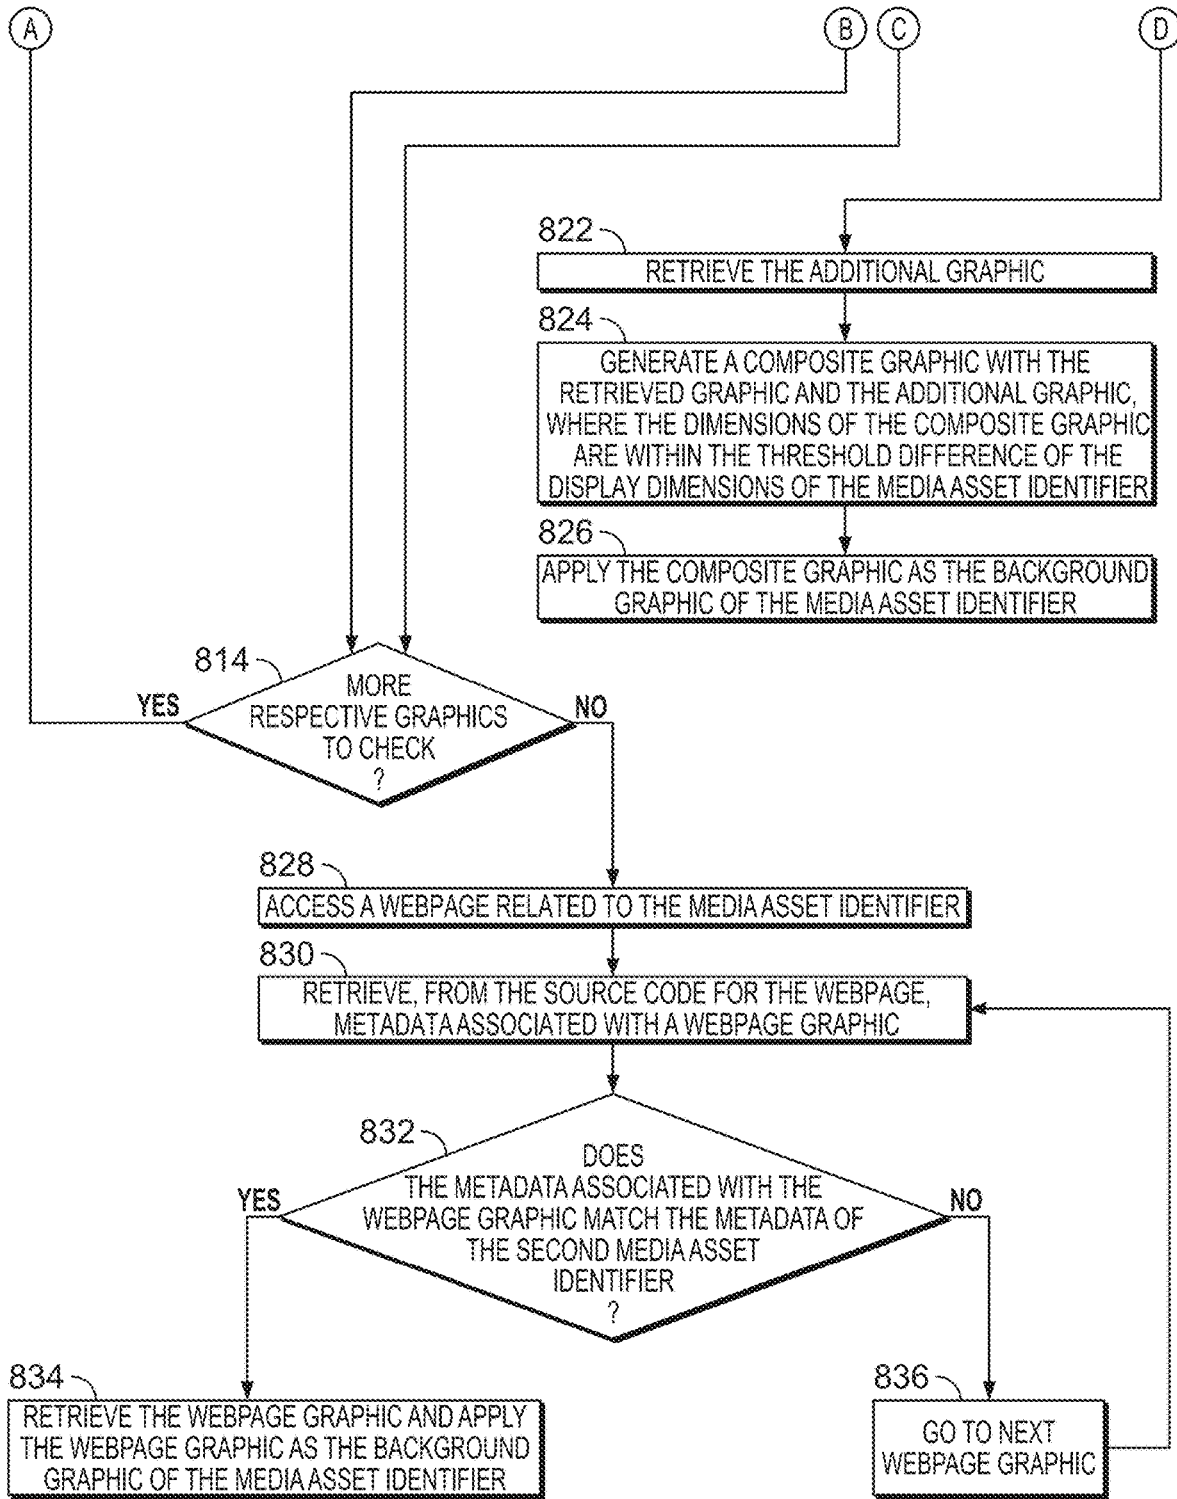 A
B
C
D
822
RETRIEVE THE ADDITIONAL GRAPHIC
824
GENERATE A COMPOSITE GRAPHIC WITH THE
RETRIEVED GRAPHIC AND THE ADDITIONAL GRAPHIC,
WHERE THE DIMENSIONS OF THE COMPOSITE GRAPHIC
ARE WITHIN THE THRESHOLD DIFFERENCE OF THE
DISPLAY DIMENSIONS OF THE MEDIA ASSET IDENTIFIER
826
APPLY THE COMPOSITE GRAPHIC AS THE BACKGROUND
GRAPHIC OF THE MEDIA ASSET IDENTIFIER
814
YES
MORE
RESPECTIVE GRAPHICS
TO CHECK
?
NO
828
ACCESS A WEBPAGE RELATED TO THE MEDIA ASSET IDENTIFIER
830
RETRIEVE, FROM THE SOURCE CODE FOR THE WEBPAGE,
METADATA ASSOCIATED WITH A WEBPAGE GRAPHIC
832
YES
DOES
THE METADATA ASSOCIATED WITH THE
WEBPAGE GRAPHIC MATCH THE METADATA OF
THE SECOND MEDIA ASSET
IDENTIFIER
?
NO
834
RETRIEVE THE WEBPAGE GRAPHIC AND APPLY
THE WEBPAGE GRAPHIC AS THE BACKGROUND
GRAPHIC OF THE MEDIA ASSET IDENTIFIER
836
GO TO NEXT
WEBPAGE GRAPHIC